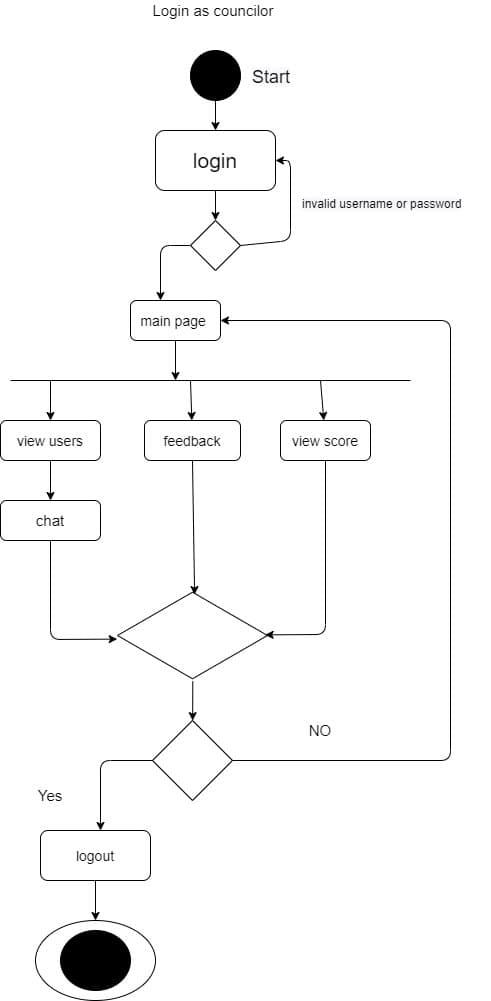 Login as councilor
Start
login
invalid username or password
main page
view users
feedback
view score
chat
NO
Yes
logout